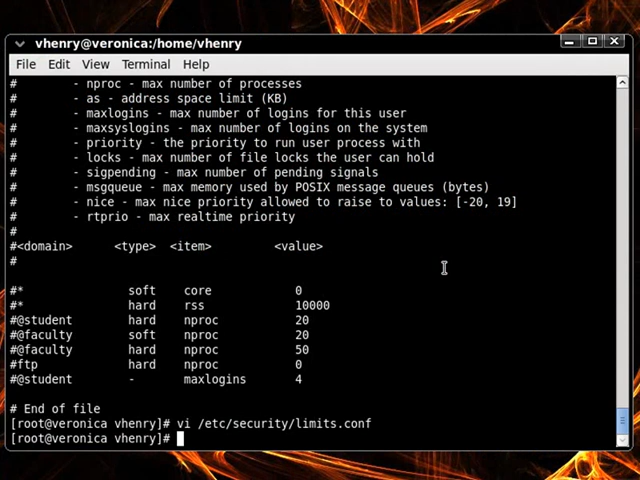 vhenry@veronica:/home/vhenry
File Edit View Terminal Help
# - nproc - max number of processes
# - as - address space limit (KB)
# - maxlogins - max number of logins for this user
# - maxsyslogins - max number of logins on the system
# - priority - the priority to run user process with
# - locks - max number of file locks the user can hold
# - sigpending - max number of pending signals
# - msgqueue - max memory used by POSIX message queues (bytes)
# - nice - max nice priority allowed to raise to values: [-20, 19]
# - rtprio - max realtime priority
#
#<domain> <type> <item> <value>
#
#* soft core 0
#* hard rss 10000
#@student hard nproc 20
#@faculty soft nproc 20
#@faculty hard nproc 50
#ftp hard nproc 0
#@student - maxlogins 4
# End of file
[root@veronica vhenry]# vi /etc/security/limits.conf
[root@veronica vhenry]#